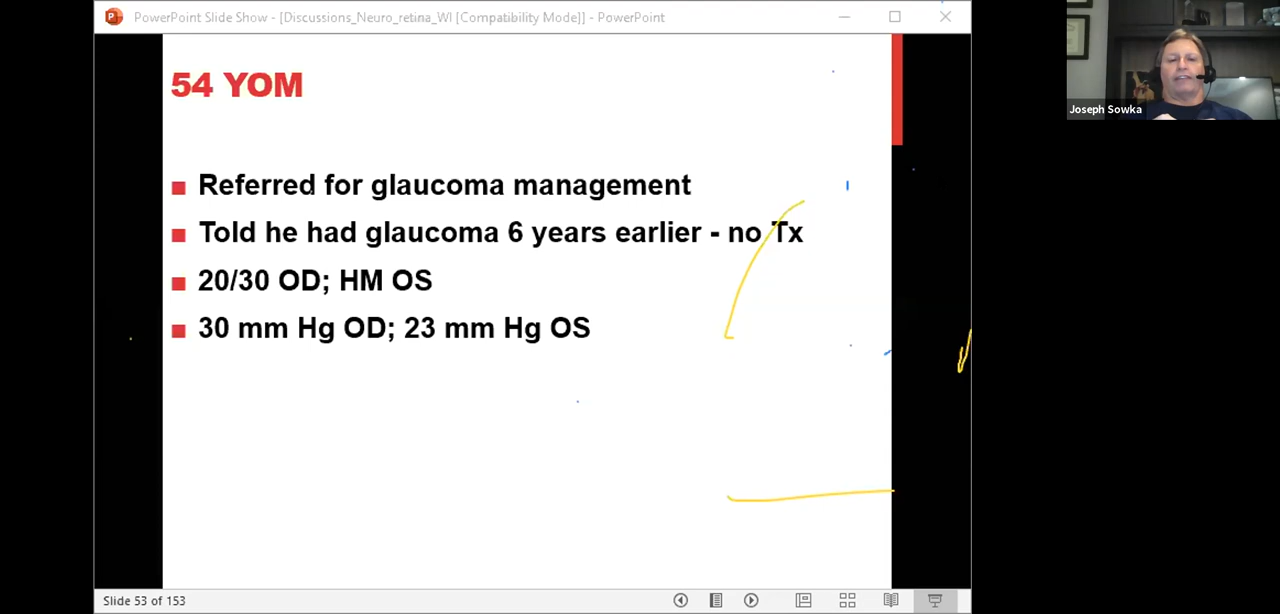 PowerPoint Slide Show - [Discussions_Neuro_retina_WI [Compatibility Mode]] - PowerPoint
Joseph Sowka
54 YOM
Referred for glaucoma management
Told he had glaucoma 6 years earlier - no Tx
20/30 OD; HM OS
30 mm Hg OD; 23 mm Hg OS
Slide 53 of 153